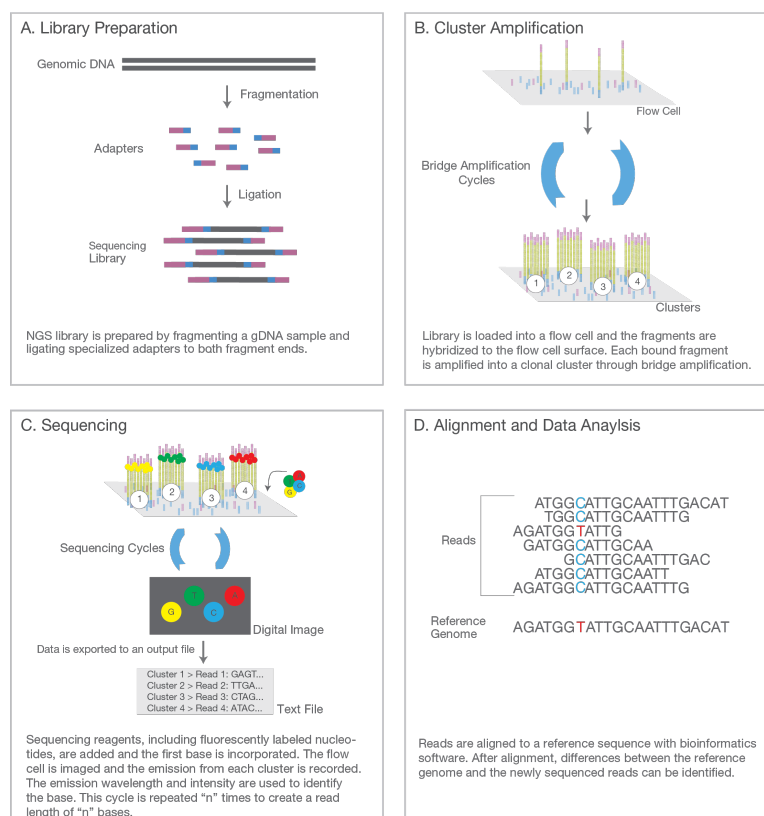 A. Library Preparation
Genomic DNA
Fragmentation
Adapters
Ligation
Sequencing
Library
NGS library is prepared by fragmenting a gDNA sample and
ligating specialized adapters to both fragment ends.
B. Cluster Amplification
Flow Cell
Bridge Amplification
Cycles
1
2
3
4
Clusters
Library is loaded into a flow cell and the fragments are
hybridized to the flow cell surface. Each bound fragment
is amplified into a clonal cluster through bridge amplification.
C. Sequencing
1
2
3
4
T
A
G
C
Sequencing Cycles
T
A
G
C
Digital Image
Data is exported to an output file
Cluster 1 > Read 1: GAGT...
Cluster 2 > Read 2: TTGA...
Cluster 3 > Read 3: CTAG...
Cluster 4 > Read 4: ATAC...
Text File
Sequencing reagents, including fluorescently labeled nucleo-
tides, are added and the first base is incorporated. The flow
cell is imaged and the emission from each cluster is recorded.
The emission wavelength and intensity are used to identify
the base. This cycle is repeated “n” times to create a read
length of “n” bases.
D. Alignment and Data Anaylsis
Reads
ATGGCATTGCAATTTGACAT
TGGCATTGCAATTTG
AGATGGTATTG
GATGGCATTGCAA
GCATTGCAATTTGAC
ATGGCATTGCAATT
AGATGGCATTGCAATTTG
Reference
Genome
AGATGGTATTGCAATTTGACAT
Reads are aligned to a reference sequence with bioinformatics
software. After alignment, differences between the reference
genome and the newly sequenced reads can be identified.